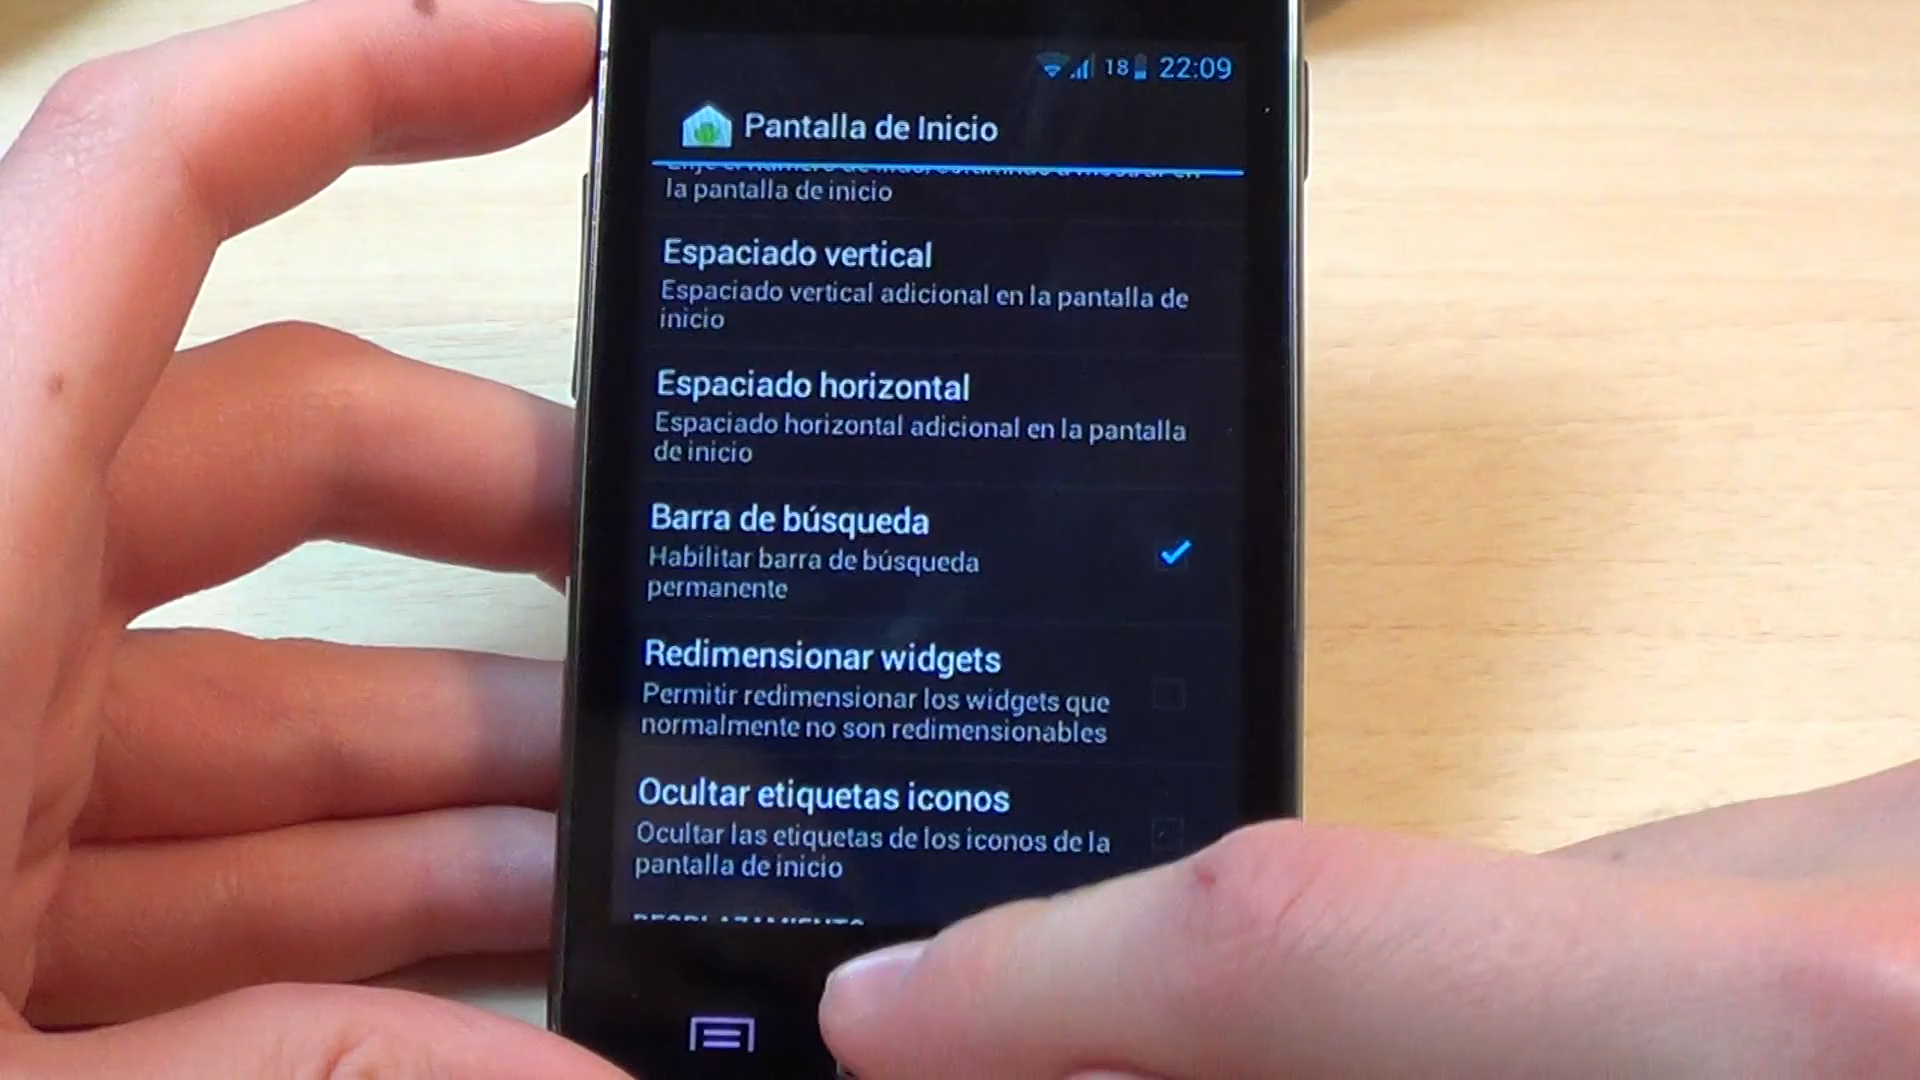 18 22:09
Pantalla de Inicio
la pantalla de inicio
Espaciado vertical
Espaciado vertical adicional en la pantalla de
inicio
Espaciado horizontal
Espaciado horizontal adicional en la pantalla
de inicio
Barra de búsqueda
Habilitar barra de búsqueda
permanente
Redimensionar widgets
Permitir redimensionar los widgets que
normalmente no son redimensionables
Ocultar etiquetas iconos
Ocultar las etiquetas de los iconos de la
pantalla de inicio
DESPLAZAMIENTO